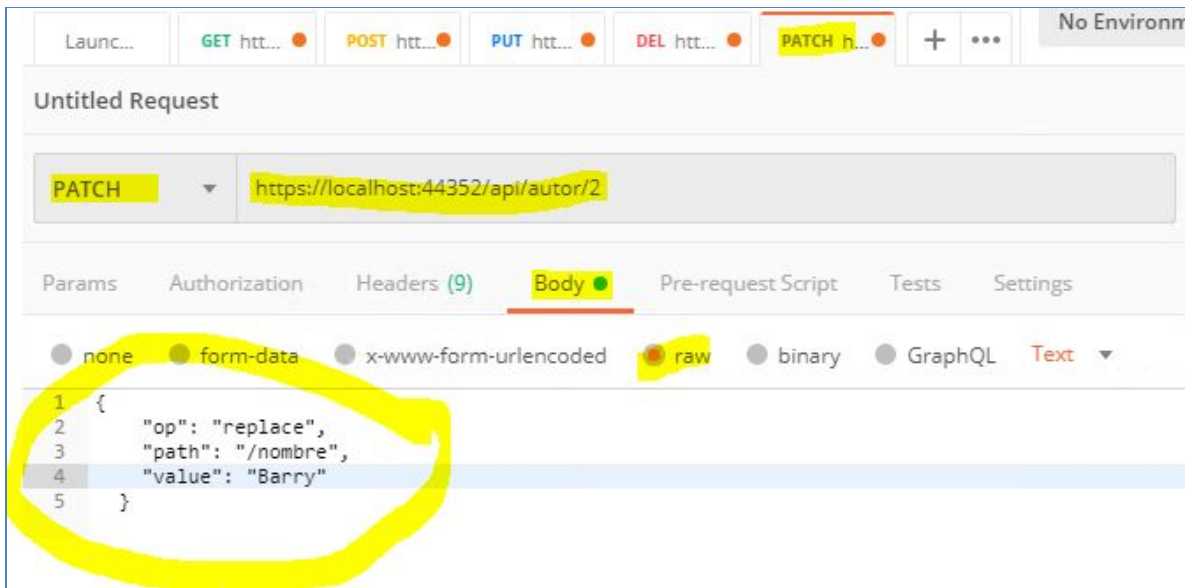 Launc... GET htt... POST htt... PUT htt... DEL htt... PATCH h... + ••• No Environm
Untitled Request
PATCH https://localhost:44352/api/autor/2
Params Authorization Headers (9) Body Pre-request Script Tests Settings
none form-data x-www-form-urlencoded raw binary GraphQL Text
1 {
2 "op": "replace",
3 "path": "/nombre",
4 "value": "Barry"
5 }